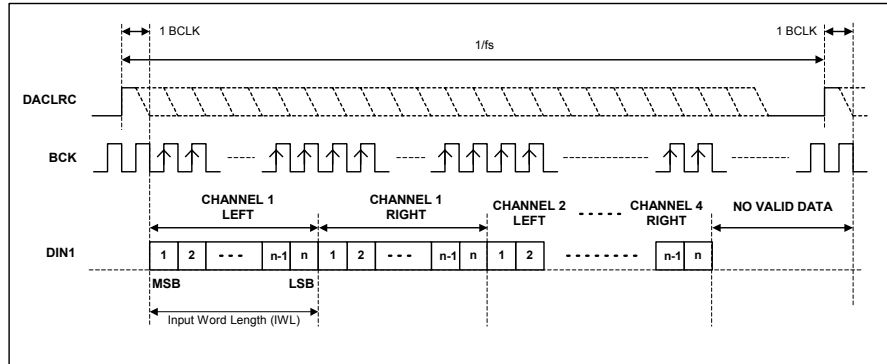 1 BCLK 1 BCLK
1/fs
DACLRC
BCK
CHANNEL 1 LEFT
CHANNEL 1 RIGHT
CHANNEL 2 LEFT
CHANNEL 4 RIGHT
NO VALID DATA
DIN1
1 2 n-1 n 1 2 n-1 n 1 2 n-1 n
MSB LSB
Input Word Length (IWL)